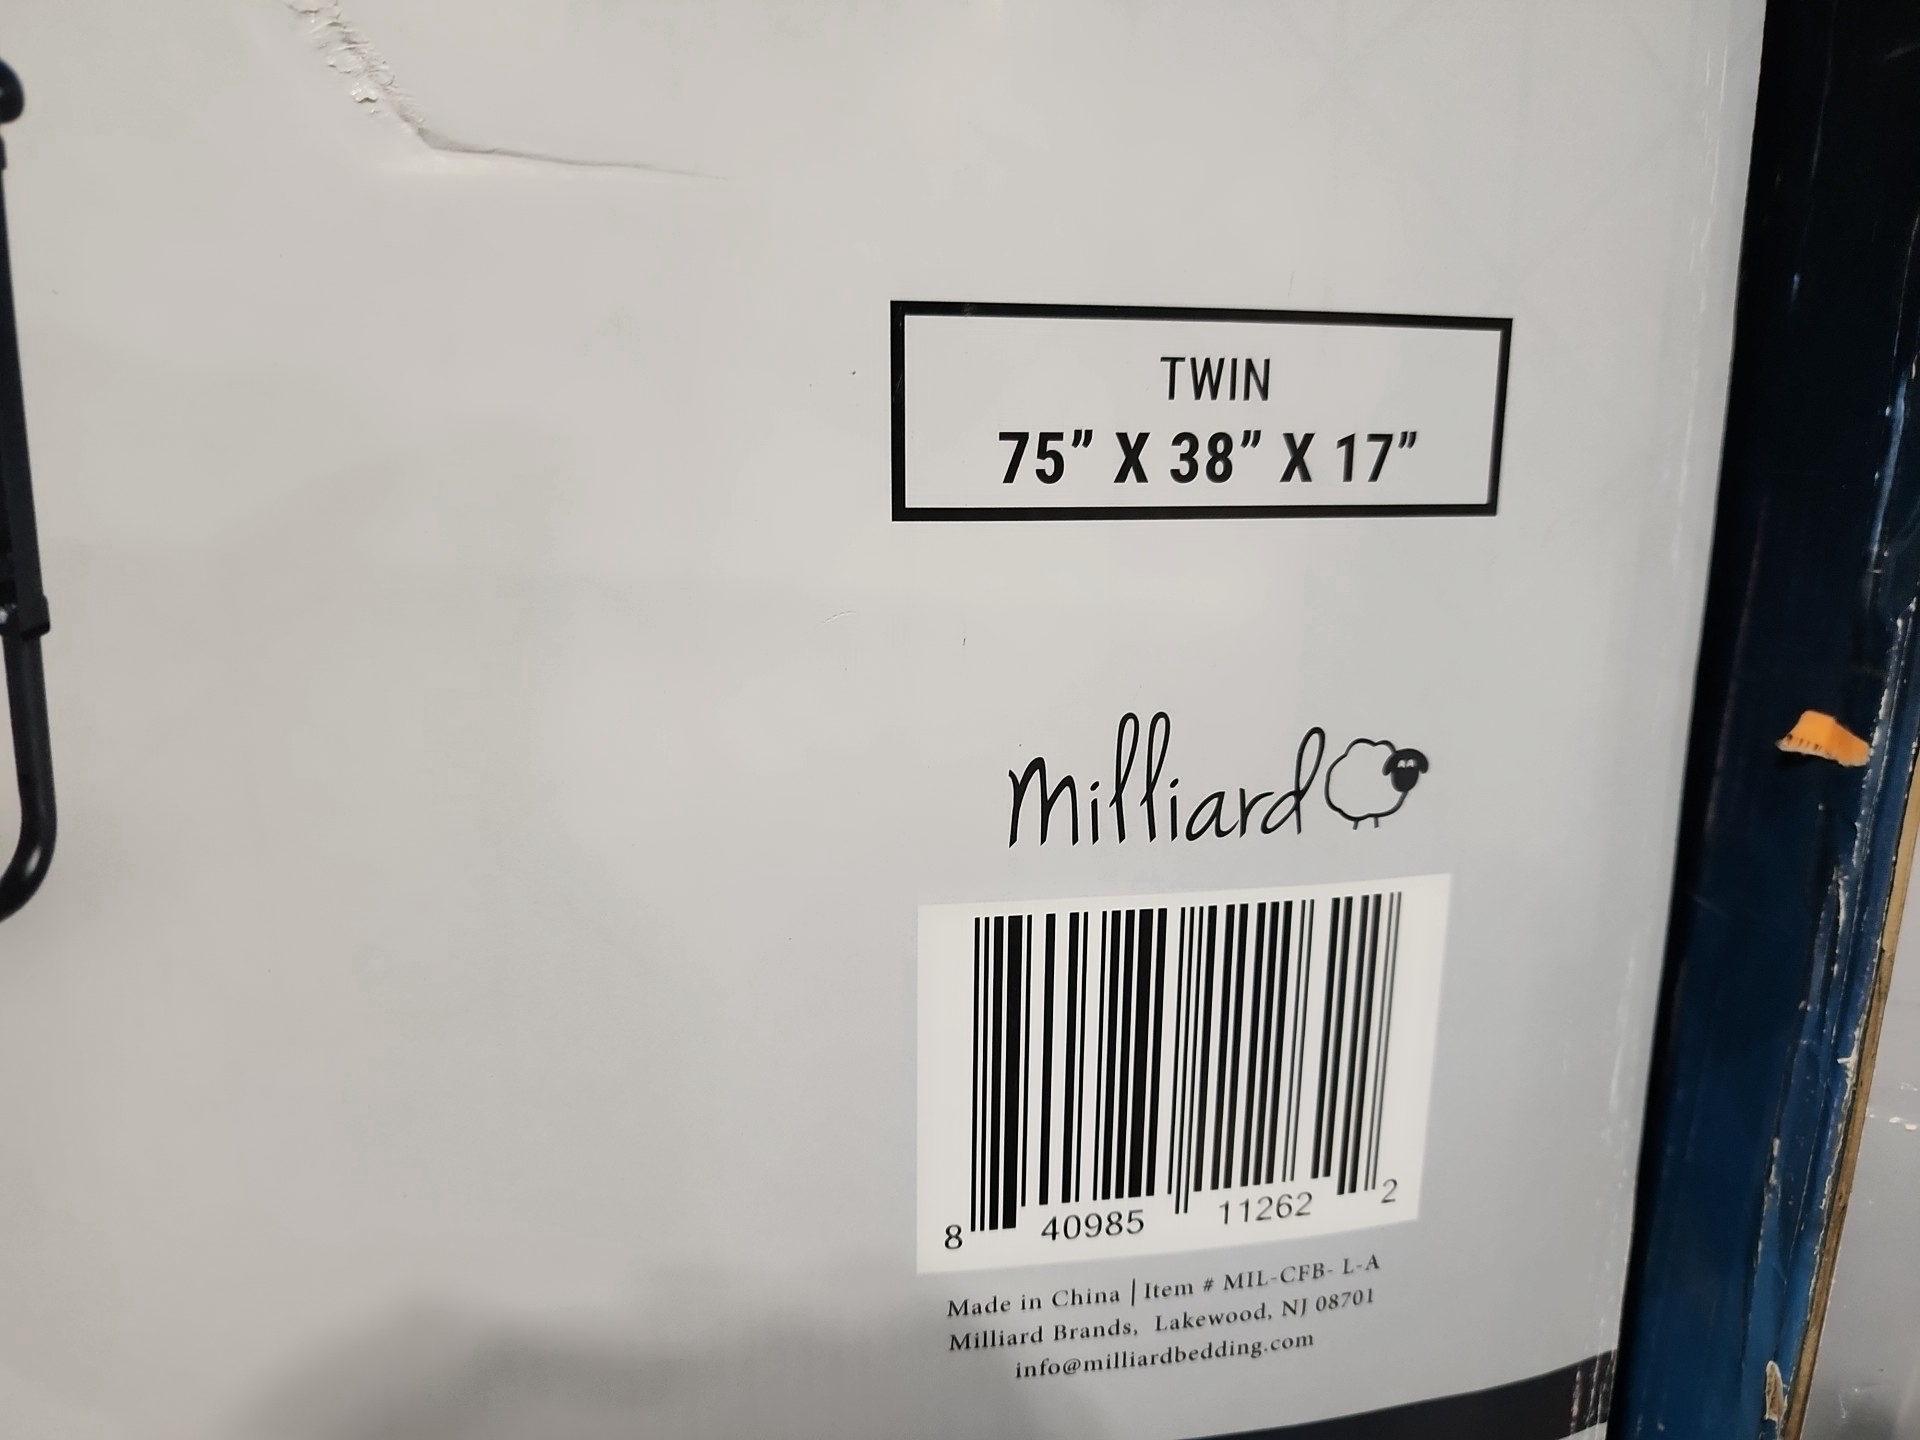 TWIN
75” X 38” X 17”
Milliard
8 40985 11262 2
Made in China | Item # MIL-CFB- L-A
Milliard Brands, Lakewood, NJ 08701
info@milliardbedding.com